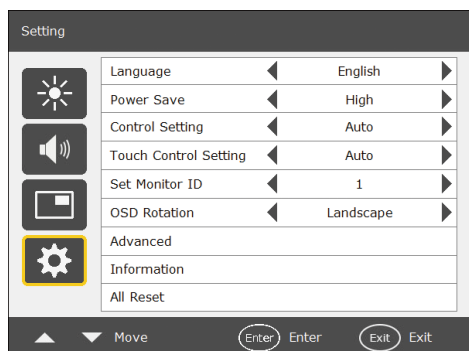 Setting
Language English
Power Save High
Control Setting Auto
Touch Control Setting Auto
Set Monitor ID 1
OSD Rotation Landscape
Advanced
Information
All Reset
Move Enter Enter Exit Exit